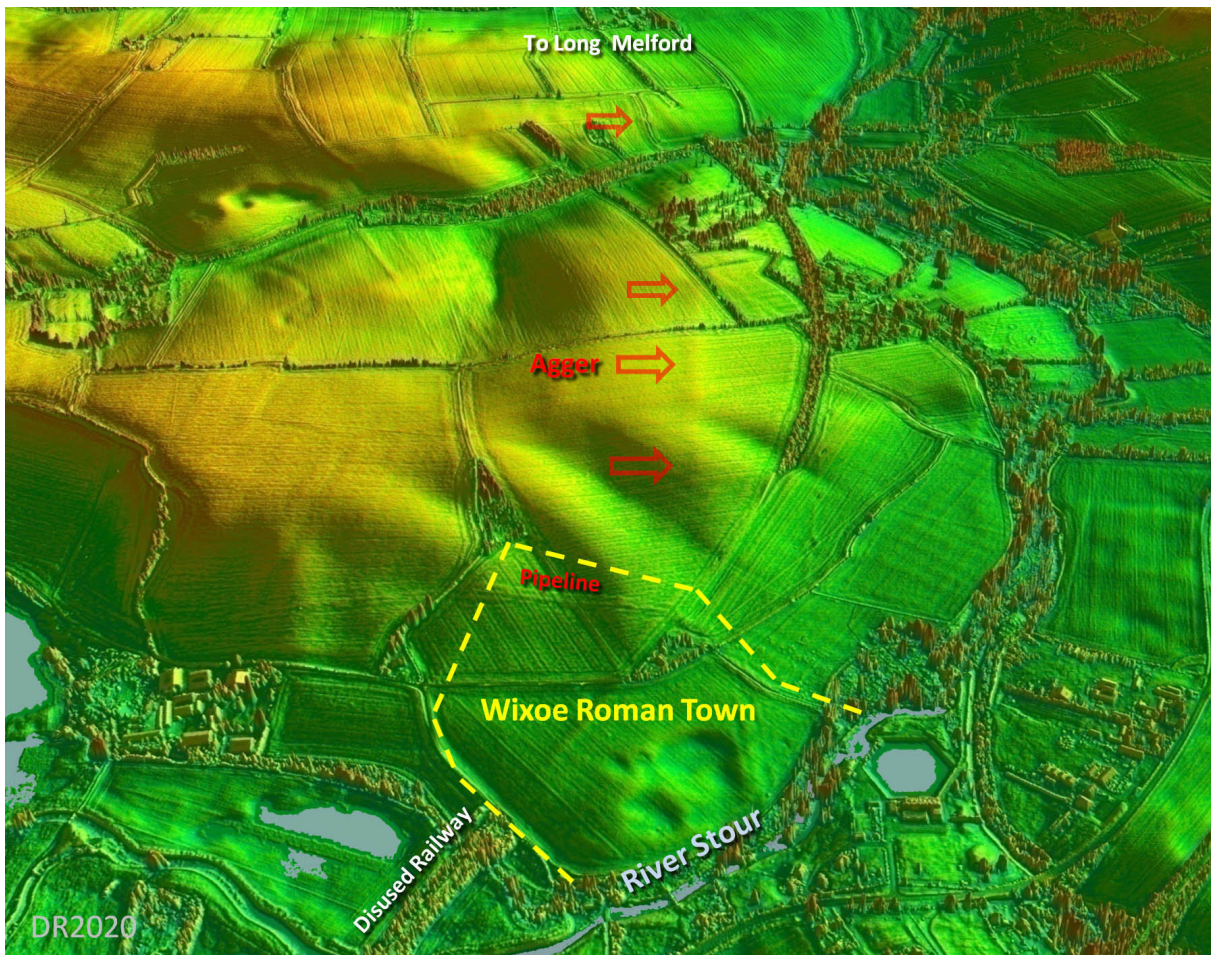 To Long Melford
Agger
Pipeline
Wixoe Roman Town
River Stour
Disused Railway
DR2020